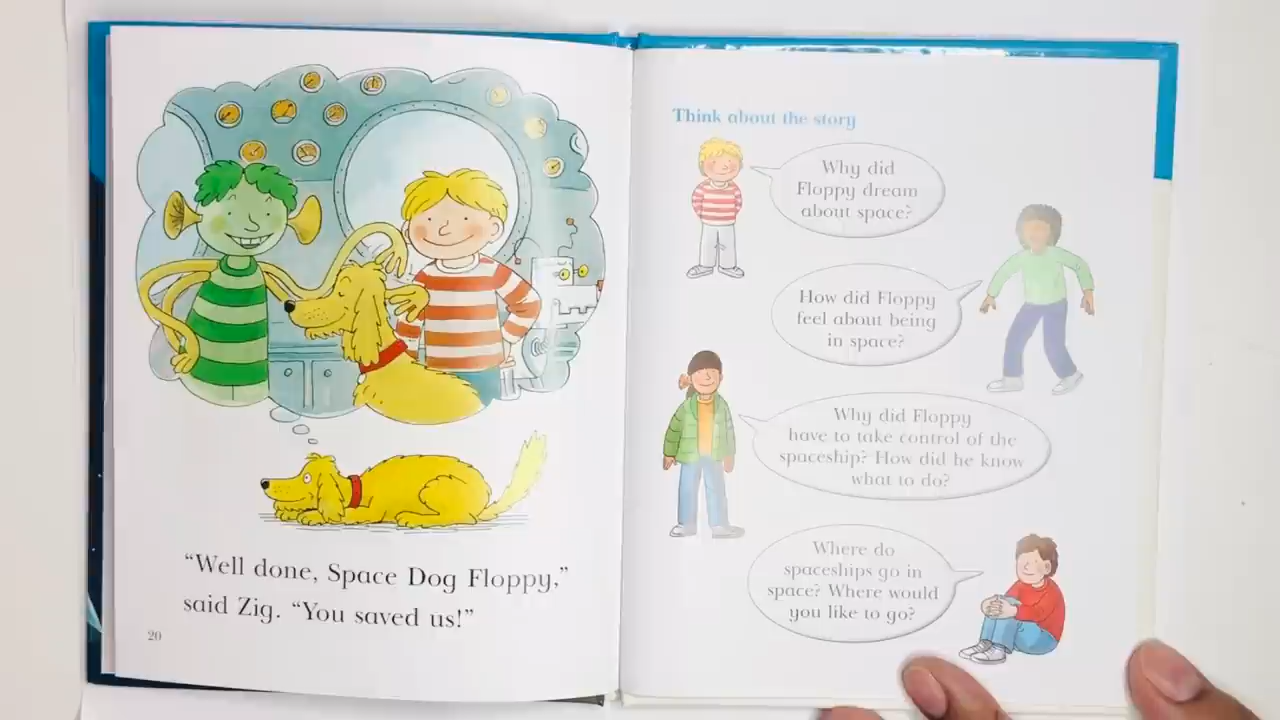 “Well done, Space Dog Floppy,”
said Zig. “You saved us!”
20
Think about the story
Why did
Floppy dream
about space?
How did Floppy
feel about being
in space?
Why did Floppy
have to take control of the
spaceship? How did he know
what to do?
Where do
spaceships go in
space? Where would
you like to go?